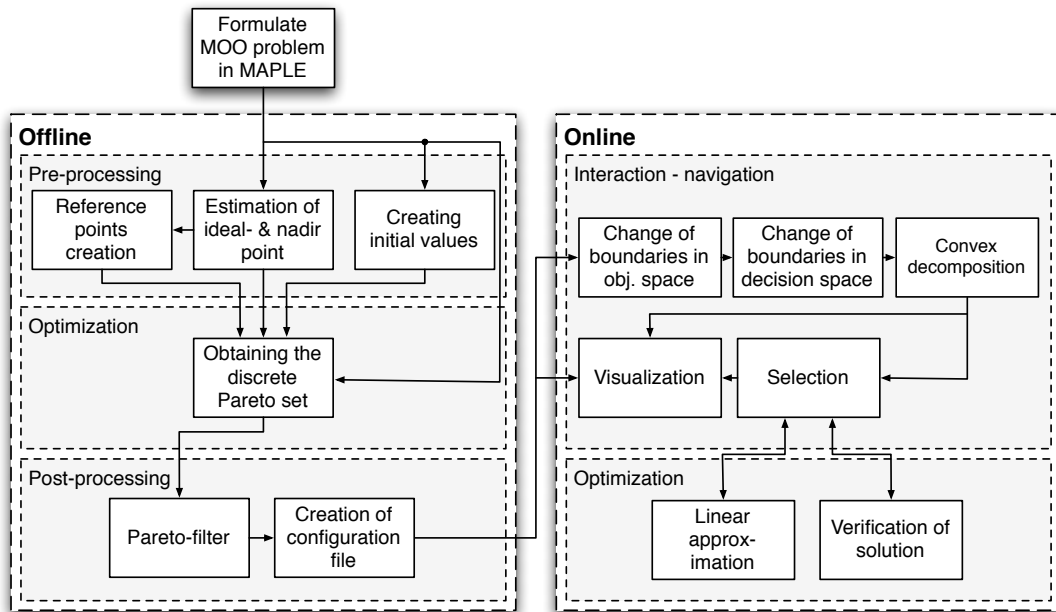 Formulate
MOO problem
in MAPLE
Offline
Pre-processing
Reference
points
creation
Estimation of
ideal- & nadir
point
Creating
initial values
Optimization
Obtaining the
discrete
Pareto set
Post-processing
Pareto-filter
Creation of
configuration
file
Online
Interaction - navigation
Change of
boundaries in
obj. space
Change of
boundaries in
decision space
Convex
decomposition
Visualization
Selection
Optimization
Linear
approx-
imation
Verification of
solution